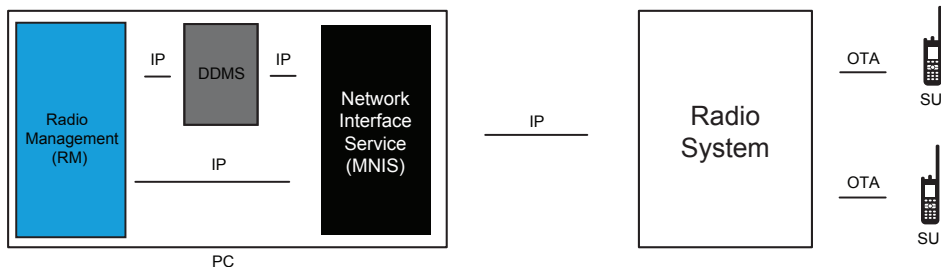 Radio
Management
(RM)
IP
DDMS
IP
IP
Network
Interface
Service
(MNIS)
PC
IP
Radio
System
OTA
SU
OTA
SU